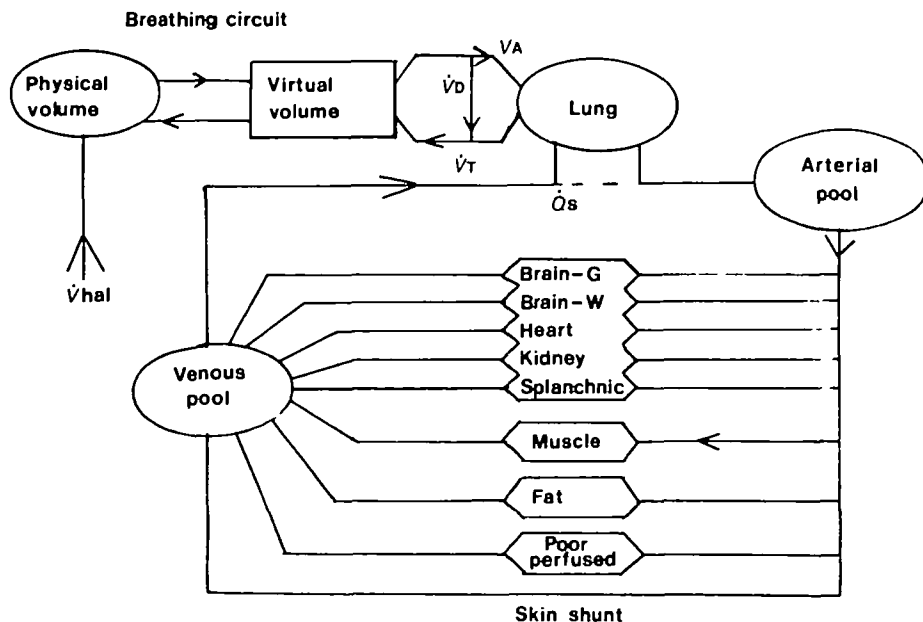 Breathing circuit
Physical
volume
Virtual
volume
VA
V̇D
V̇T
Lung
Arterial
pool
Q̇s
V̇hal
Brain-G
Brain-W
Heart
Kidney
Splanchnic
Venous
pool
Muscle
Fat
Poor
perfused
Skin shunt